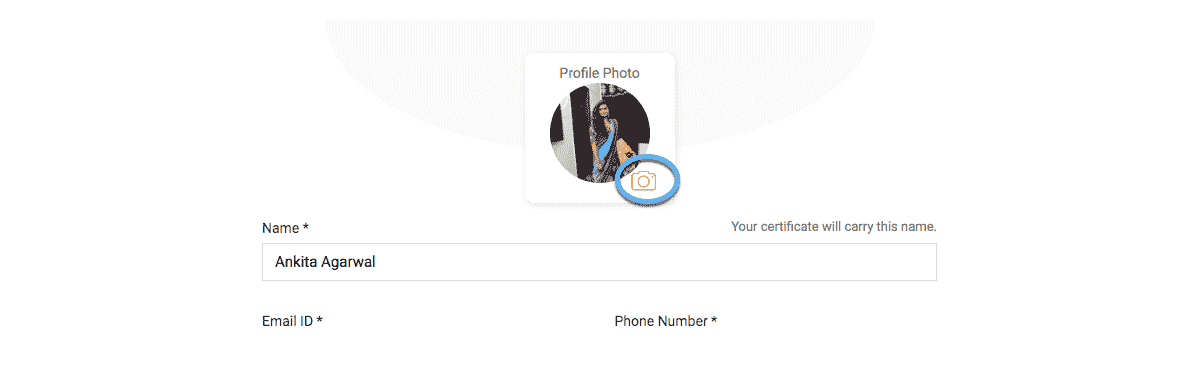 Profile Photo
Name *
Your certificate will carry this name.
Ankita Agarwal
Email ID *
Phone Number *